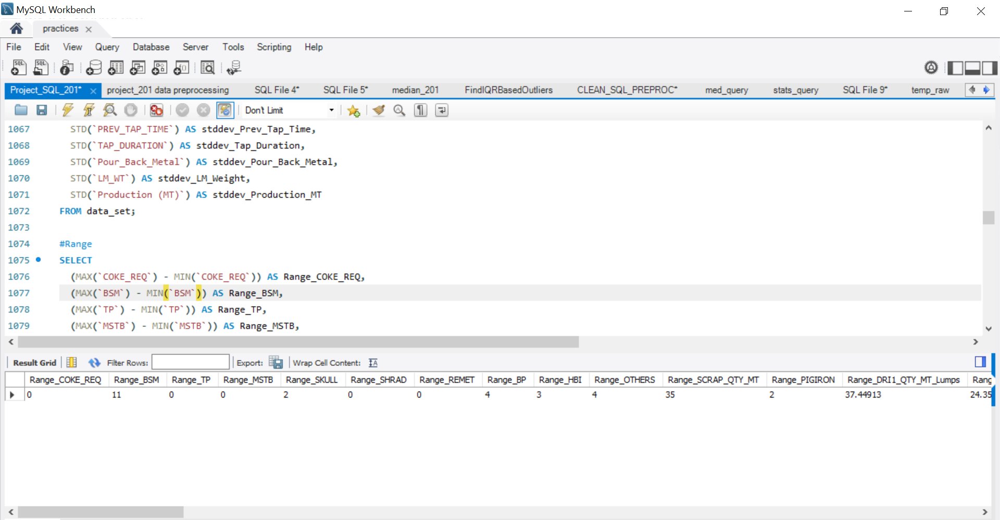 MySQL Workbench
practices
File Edit View Query Database Server Tools Scripting Help
Project_SQL_201* project_201 data preprocessing SQL File 4* SQL File 5* median_201 FindIQRBasedOutliers CLEAN_SQL_PREPROC* med_query stats_query SQL File 9* temp_raw
Don't Limit
1067 STD(`PREV_TAP_TIME`) AS stddev_Prev_Tap_Time,
1068 STD(`TAP_DURATION`) AS stddev_Tap_Duration,
1069 STD(`Pour_Back_Metal`) AS stddev_Pour_Back_Metal,
1070 STD(`LM_WT`) AS stddev_LM_Weight,
1071 STD(`Production (MT)`) AS stddev_Production_MT
1072 FROM data_set;
1073
1074 #Range
1075 SELECT
1076 (MAX(`COKE_REQ`) - MIN(`COKE_REQ`)) AS Range_COKE_REQ,
1077 (MAX(`BSM`) - MIN(`BSM`)) AS Range_BSM,
1078 (MAX(`TP`) - MIN(`TP`)) AS Range_TP,
1079 (MAX(`MSTB`) - MIN(`MSTB`)) AS Range_MSTB,
Result Grid Filter Rows: Export: Wrap Cell Content:
Range_COKE_REQ Range_BSM Range_TP Range_MSTB Range_SKULL Range_SHRAD Range_REMET Range_BP Range_HBI Range_OTHERS Range_SCRAP_QTY_MT Range_PIGIRON Range_DRI1_QTY_MT_Lumps Rang
0 11 0 0 2 0 0 4 3 4 35 2 37.44913 24.35